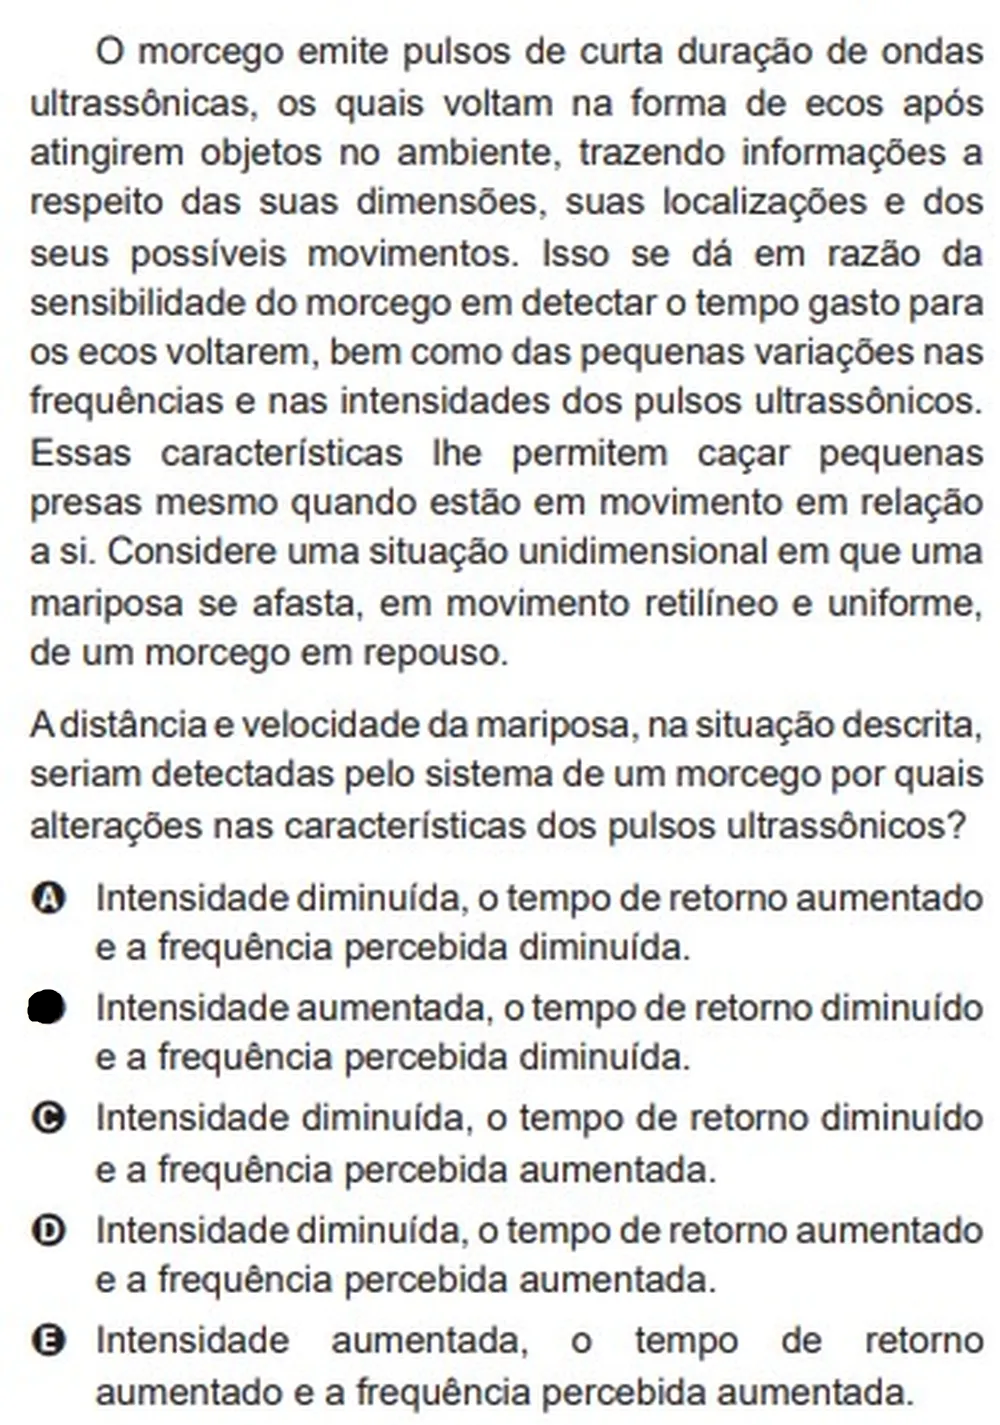 O morcego emite pulsos de curta duração de ondas
ultrassônicas, os quais voltam na forma de ecos após
atingirem objetos no ambiente, trazendo informações a
respeito das suas dimensões, suas localizações e dos
seus possíveis movimentos. Isso se dá em razão da
sensibilidade do morcego em detectar o tempo gasto para
os ecos voltarem, bem como das pequenas variações nas
frequências e nas intensidades dos pulsos ultrassônicos.
Essas características lhe permitem caçar pequenas
presas mesmo quando estão em movimento em relação
a si. Considere uma situação unidimensional em que uma
mariposa se afasta, em movimento retilíneo e uniforme,
de um morcego em repouso.
A distância e velocidade da mariposa, na situação descrita,
seriam detectadas pelo sistema de um morcego por quais
alterações nas características dos pulsos ultrassônicos?
A Intensidade diminuída, o tempo de retorno aumentado
e a frequência percebida diminuída.
Intensidade aumentada, o tempo de retorno diminuído
e a frequência percebida diminuída.
C Intensidade diminuída, o tempo de retorno diminuído
e a frequência percebida aumentada.
D Intensidade diminuída, o tempo de retorno aumentado
e a frequência percebida aumentada.
E Intensidade aumentada, o tempo de retorno
aumentado e a frequência percebida aumentada.